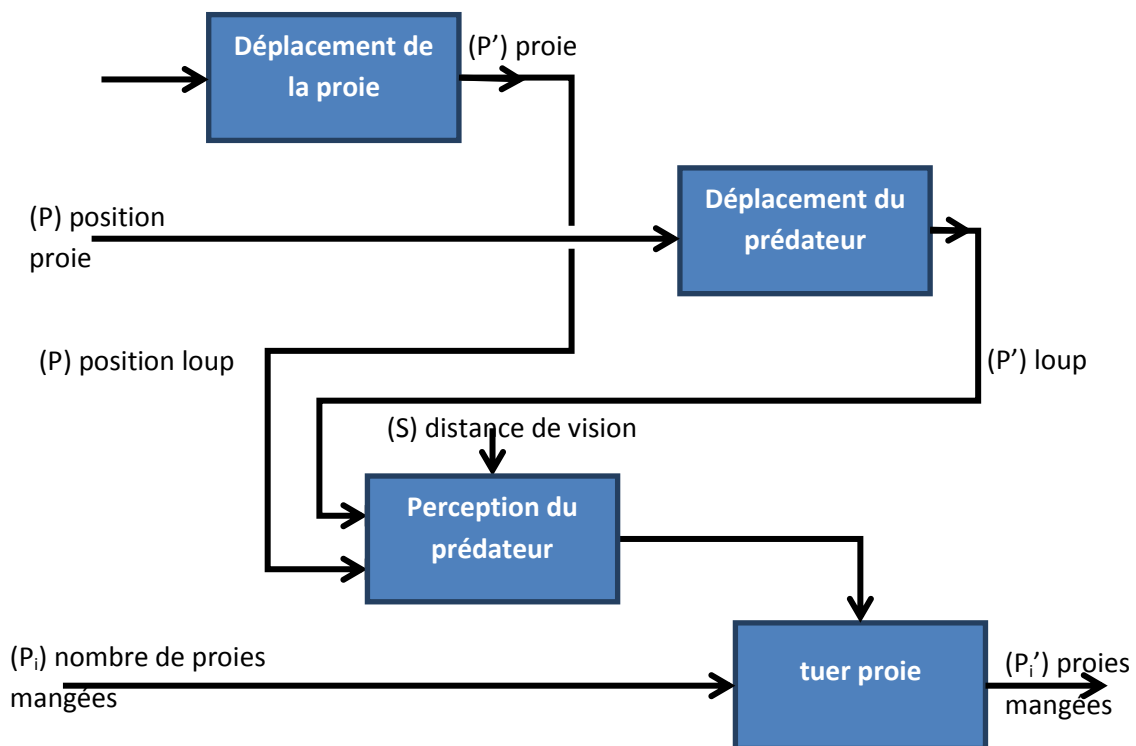 Déplacement de
la proie
(P’) proie
(P) position
proie
Déplacement du
prédateur
(P) position loup
(P’) loup
(S) distance de vision
Perception du
prédateur
(Pᵢ) nombre de proies
mangées
tuer proie
(Pᵢ’) proies
mangées